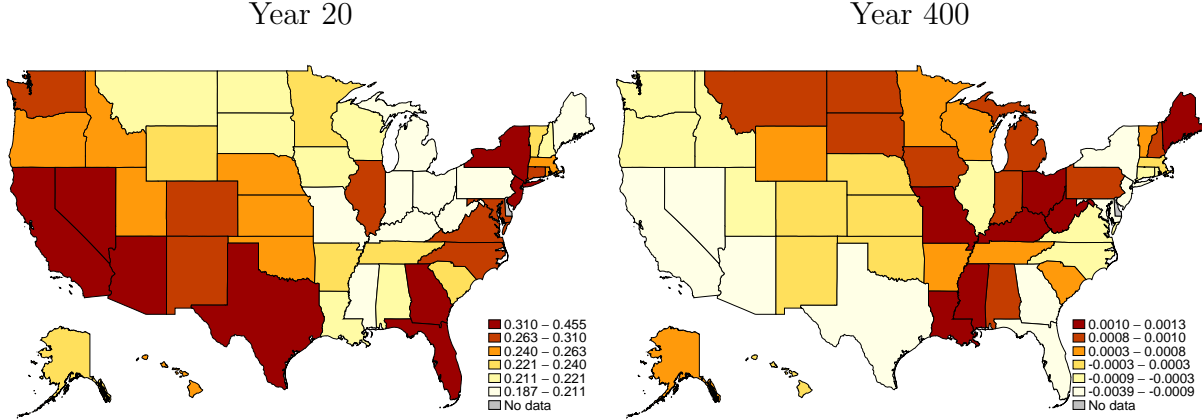 Year 20
Year 400
0.310 – 0.455
0.263 – 0.310
0.240 – 0.263
0.221 – 0.240
0.211 – 0.221
0.187 – 0.211
No data
0.0010 – 0.0013
0.0008 – 0.0010
0.0003 – 0.0008
-0.0003 – 0.0003
-0.0009 – -0.0003
-0.0039 – -0.0009
No data